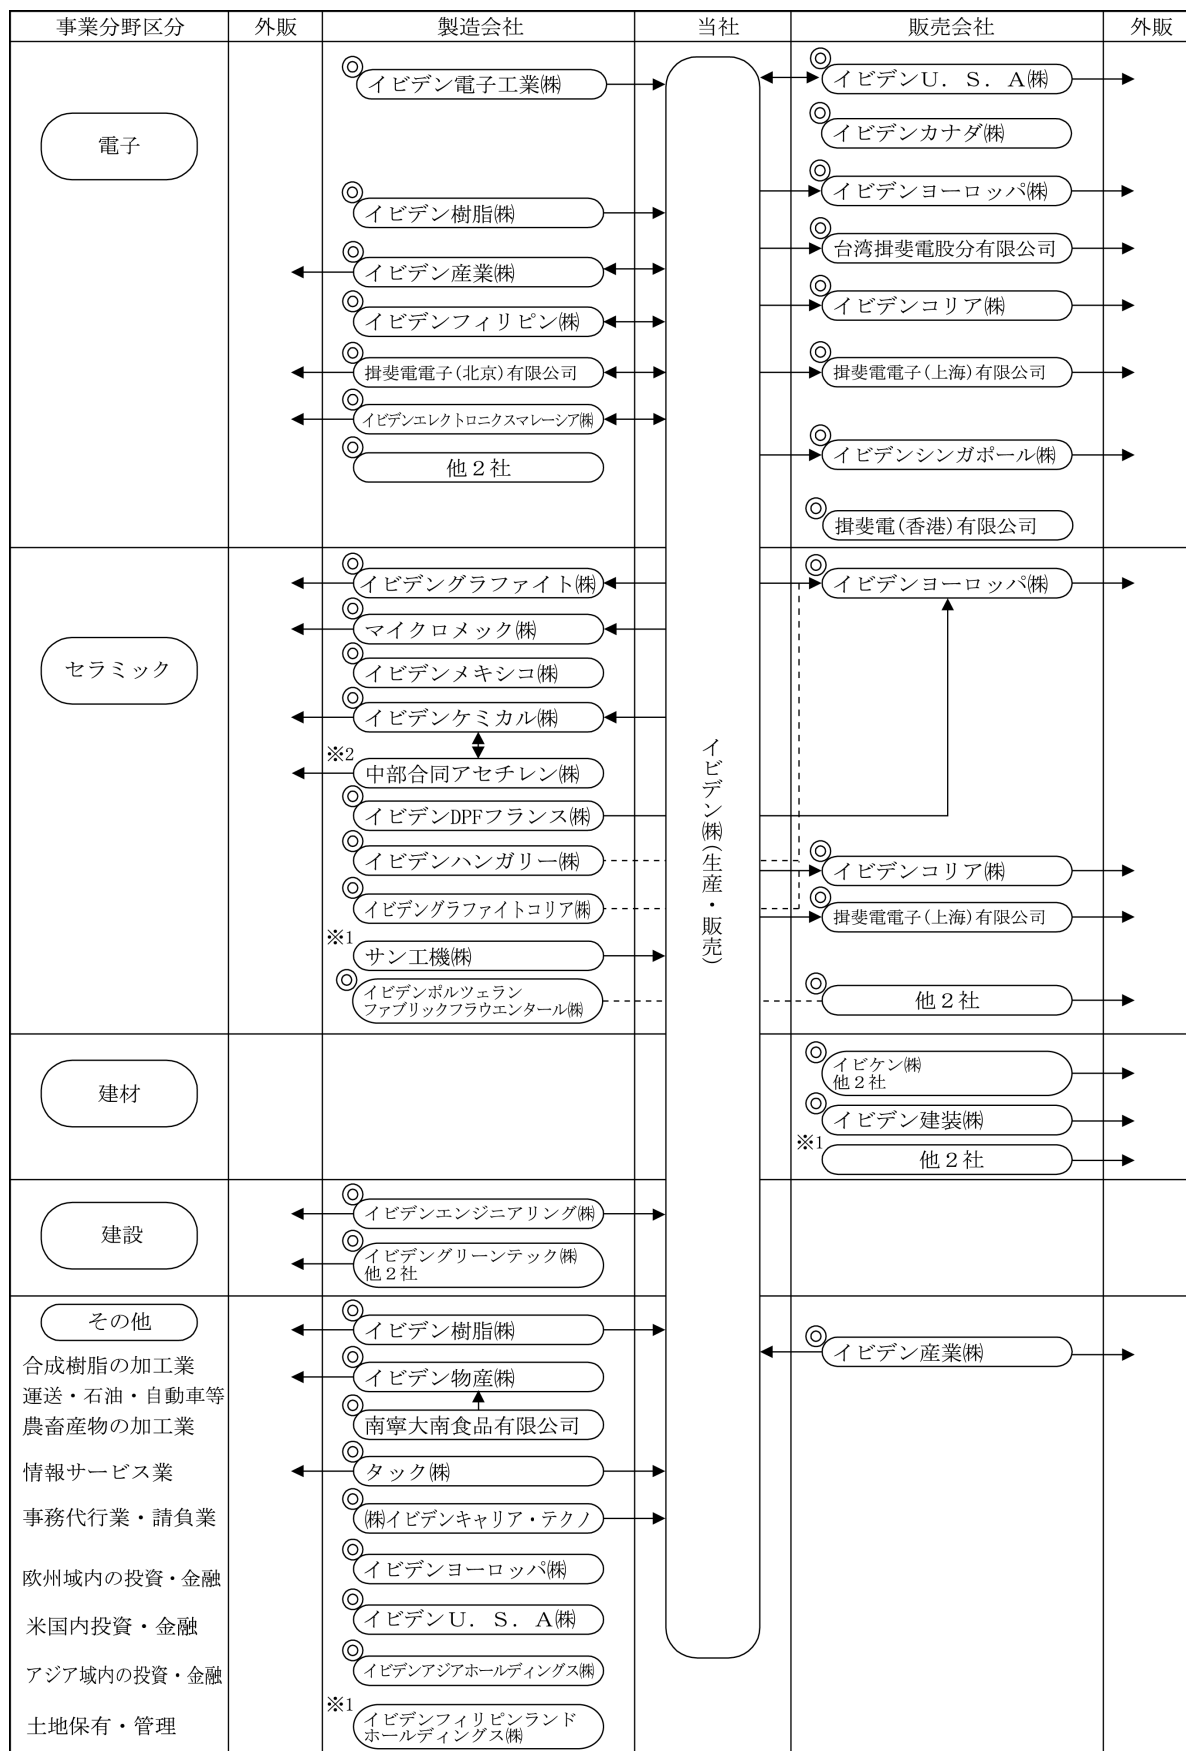 事業分野区分 外販 製造会社 当社 販売会社 外販
電子
◎
イビデン電子工業㈱
◎
イビデン樹脂㈱
◎
イビデン産業㈱
◎
イビデンフィリピン㈱
◎
揖斐電電子(北京)有限公司
◎
イビデンエレクトロニクスマレーシア㈱
◎
他2社
◎
イビデンU.S.A㈱
◎
イビデンカナダ㈱
◎
イビデンヨーロッパ㈱
◎
台湾揖斐電股分有限公司
◎
イビデンコリア㈱
◎
揖斐電電子(上海)有限公司
◎
イビデンシンガポール㈱
◎
揖斐電(香港)有限公司
セラミック
◎
イビデングラファイト㈱
◎
マイクロメック㈱
◎
イビデンメキシコ㈱
◎
イビデンケミカル㈱
※2
中部合同アセチレン㈱
◎
イビデンDPFフランス㈱
◎
イビデンハンガリー㈱
◎
イビデングラファイトコリア㈱
※1
サン工機㈱
◎
イビデンポルツェラン
ファブリックフラウエンタール㈱
イビデン㈱(生産・販売)
◎
イビデンヨーロッパ㈱
◎
イビデンコリア㈱
◎
揖斐電電子(上海)有限公司
◎
他2社
建材
◎
イビケン㈱
他2社
◎
イビデン建装㈱
※1
他2社
建設
◎
イビデンエンジニアリング㈱
◎
イビデングリーンテック㈱
他2社
その他
合成樹脂の加工業
運送・石油・自動車等
農畜産物の加工業
情報サービス業
事務代行業・請負業
欧州域内の投資・金融
米国内投資・金融
アジア域内の投資・金融
土地保有・管理
◎
イビデン樹脂㈱
◎
イビデン物産㈱
◎
南寧大南食品有限公司
◎
タック㈱
◎
㈱イビデンキャリア・テクノ
◎
イビデンヨーロッパ㈱
◎
イビデンU.S.A㈱
◎
イビデンアジアホールディングス㈱
※1
イビデンフィリピンランド
ホールディングス㈱
◎
イビデン産業㈱